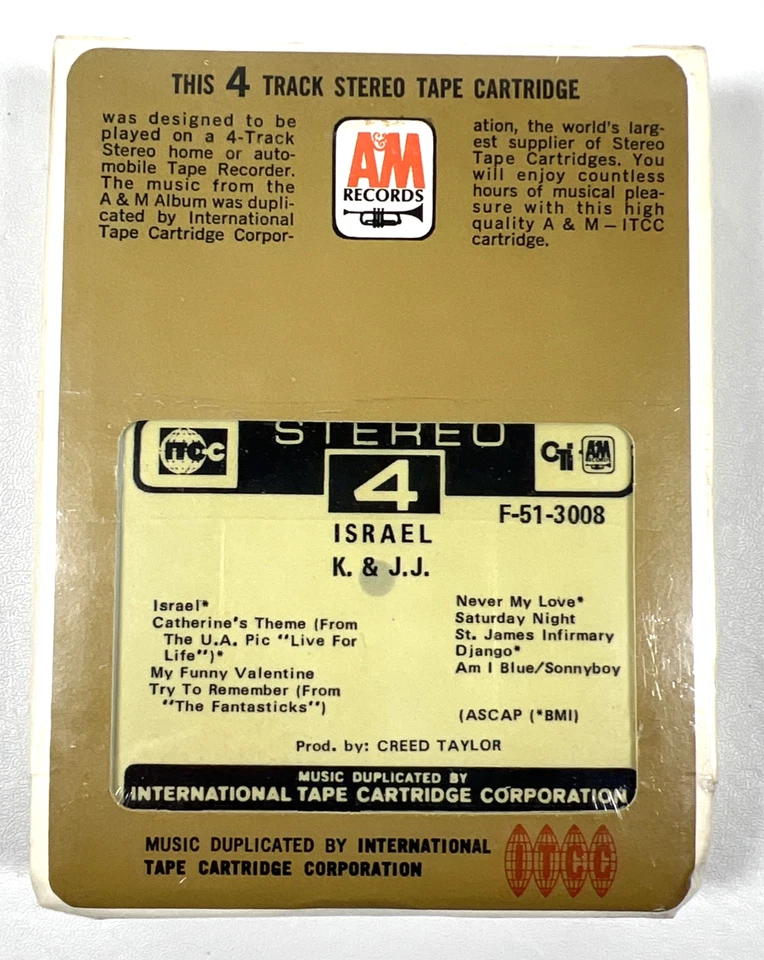 THIS 4 TRACK STEREO TAPE CARTRIDGE
was designed to be
played on a 4-Track
Stereo home or auto-
mobile Tape Recorder.
The music from the
A & M Album was dupli-
cated by International
Tape Cartridge Corpor-
A&M
RECORDS
ation, the world's larg-
est supplier of Stereo
Tape Cartridges. You
will enjoy countless
hours of musical plea-
sure with this high
quality A & M – ITCC
cartridge.
ITCC
STEREO
4
CTi
A&M
RECORDS
F-51-3008
ISRAEL
K. & J.J.
Israel*
Catherine's Theme (From
The U.A. Pic "Live For
Life")*
My Funny Valentine
Try To Remember (From
"The Fantasticks")
Never My Love*
Saturday Night
St. James Infirmary
Django*
Am I Blue/Sonnyboy
(ASCAP (*BMI)
Prod. by: CREED TAYLOR
MUSIC DUPLICATED BY
INTERNATIONAL TAPE CARTRIDGE CORPORATION
MUSIC DUPLICATED BY INTERNATIONAL
TAPE CARTRIDGE CORPORATION
ITCC